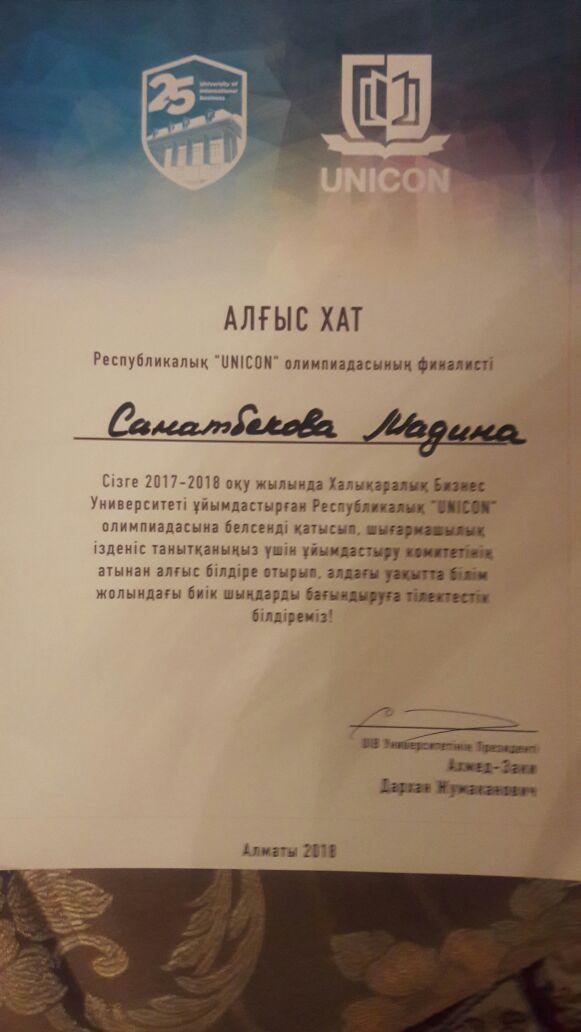 25 University of
International
Business
UNICON
АЛҒЫС ХАТ
Республикалық "UNICON" олимпиадасының финалисті
Санатбекова Мадина
Сізге 2017-2018 оқу жылында Халықаралық Бизнес
Университеті ұйымдастырған Республикалық "UNICON"
олимпиадасына белсенді қатысып, шығармашылық
ізденіс танытқаныңыз үшін ұйымдастыру комитетінің
атынан алғыс білдіре отырып, алдағы уақытта білім
жолындағы биік шыңдарды бағындыруға тілектестік
білдіреміз!
UIB Университетінің Президенті
Ахмед-Заки
Дархан Жумаканович
Алматы 2018